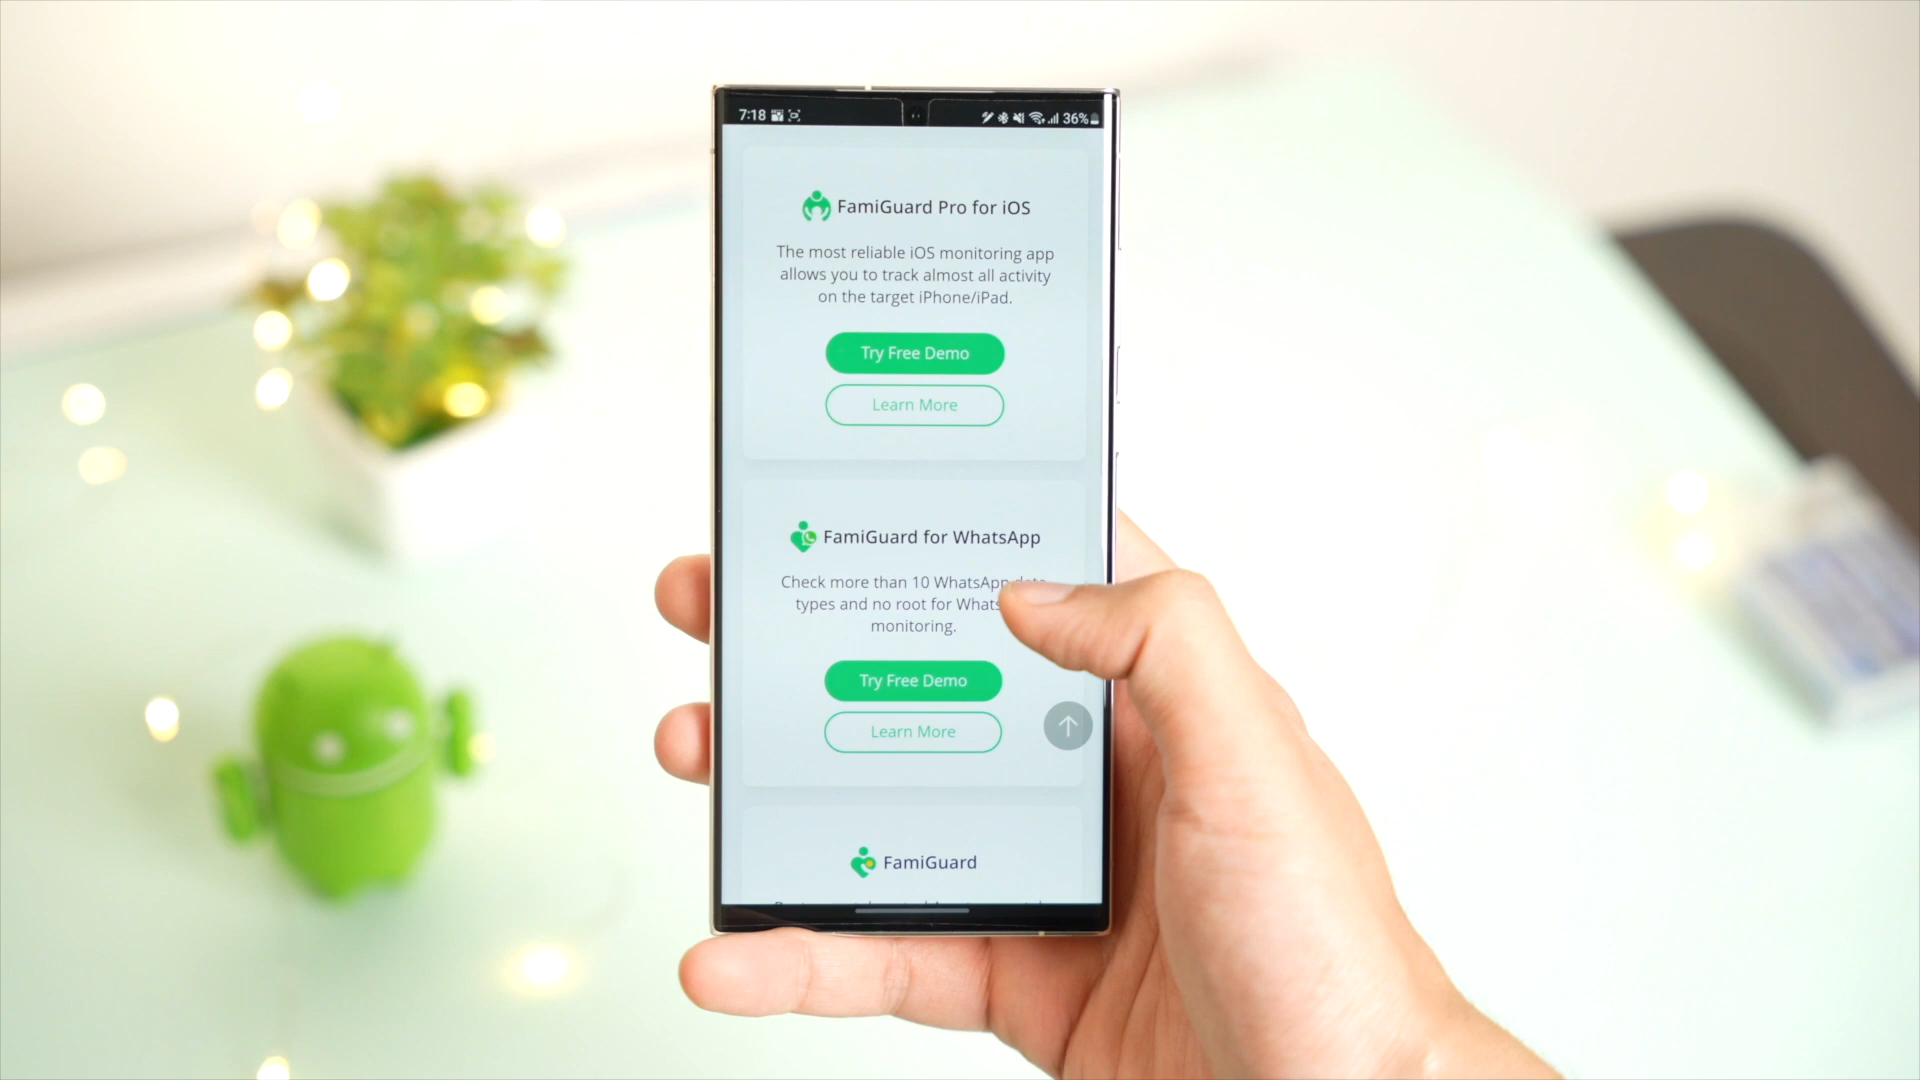 7:18
36%
FamiGuard Pro for iOS
The most reliable iOS monitoring app
allows you to track almost all activity
on the target iPhone/iPad.
Try Free Demo
Learn More
FamiGuard for WhatsApp
Check more than 10 WhatsApp
types and no root for
monitoring.
Try Free Demo
Learn More
FamiGuard